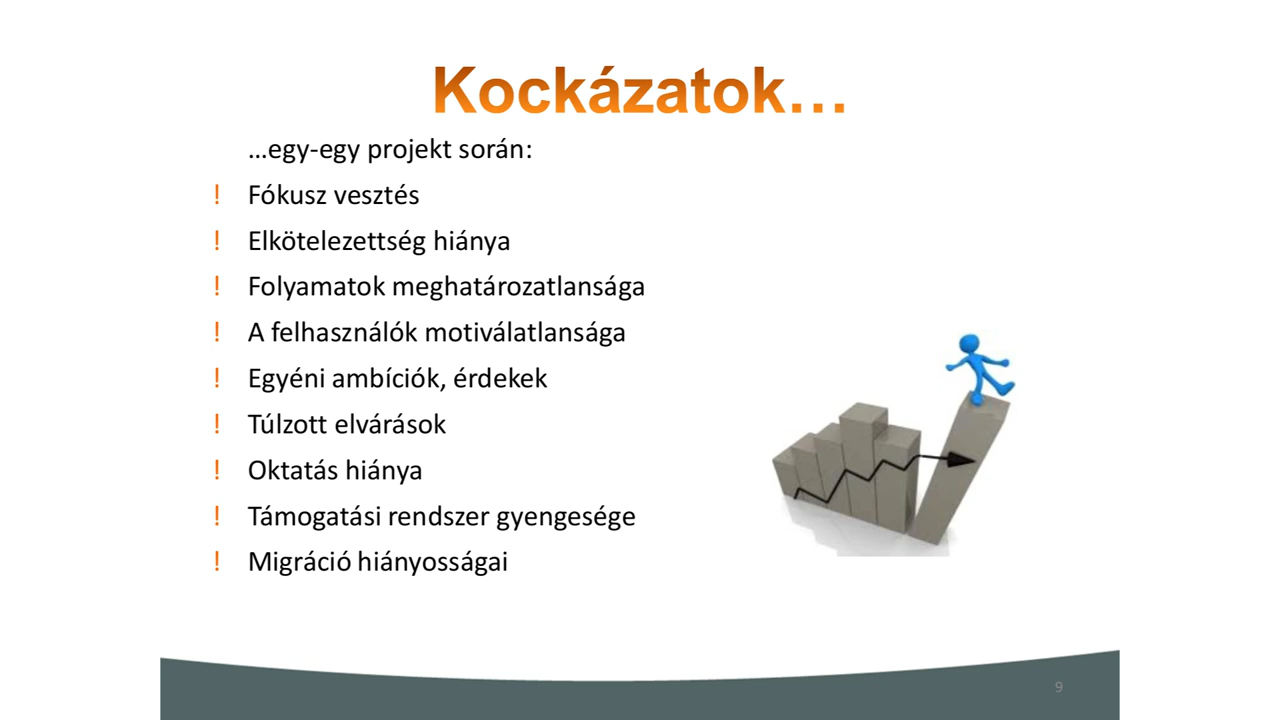 Kockázatok...
...egy-egy projekt során:
! Fókusz vesztés
! Elkötelezettség hiánya
! Folyamatok meghatározatlansága
! A felhasználók motiválatlansága
! Egyéni ambíciók, érdekek
! Túlzott elvárások
! Oktatás hiánya
! Támogatási rendszer gyengesége
! Migráció hiányosságai
9